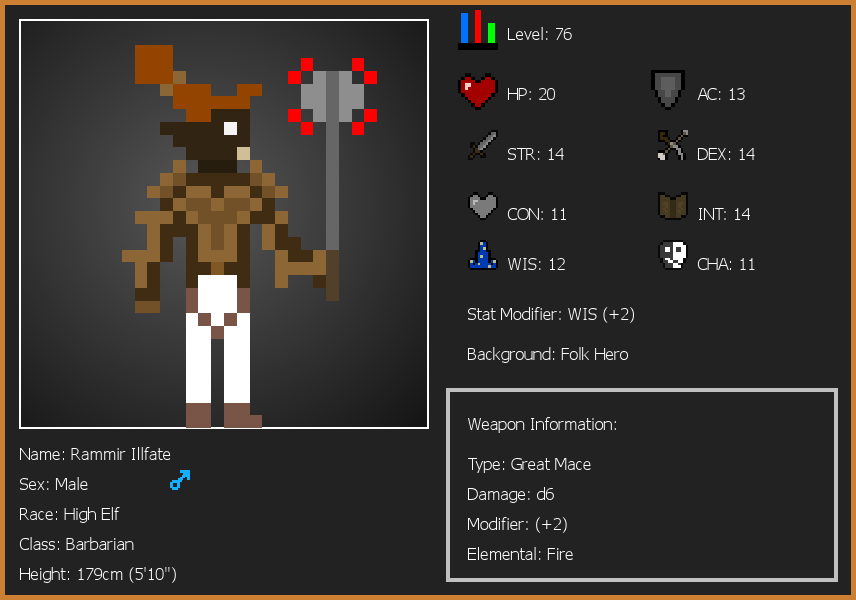 Level: 76
HP: 20
AC: 13
STR: 14
DEX: 14
CON: 11
INT: 14
WIS: 12
CHA: 11
Stat Modifier: WIS (+2)
Background: Folk Hero
Weapon Information:
Type: Great Mace
Damage: d6
Modifier: (+2)
Elemental: Fire
Name: Rammir Illfate
Sex: Male
Race: High Elf
Class: Barbarian
Height: 179cm (5'10")